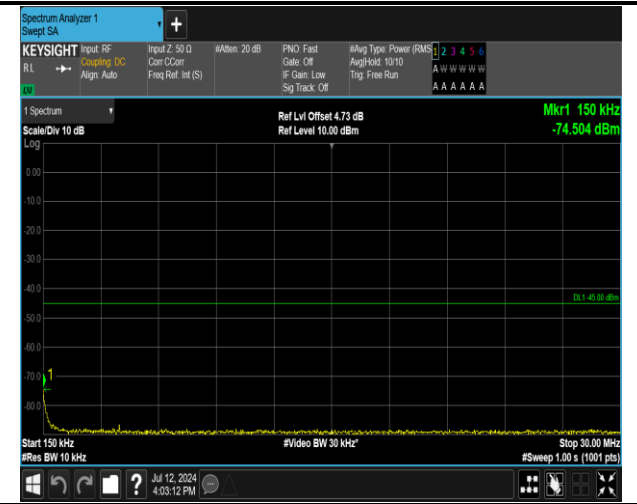 Spectrum Analyzer 1
Swept SA
+
KEYSIGHT Input: RF Input Z: 50 Ω #Atten: 20 dB PNO: Fast #Avg Type: Power (RMS 1 2 3 4 5 6
RL Coupling: DC Corr CCorr Gate: Off Avg|Hold: 10/10 A W W W W W
Align: Auto Freq Ref: Int (S) IF Gain: Low Trig: Free Run
LXI Sig Track: Off A A A A A A
1 Spectrum Ref Lvl Offset 4.73 dB Mkr1 150 kHz
Scale/Div 10 dB Ref Level 10.00 dBm -74.504 dBm
Log
0.00
-10.0
-20.0
-30.0
-40.0
DL1 -45.00 dBm
-50.0
-60.0
-70.0 1
-80.0
Start 150 kHz #Video BW 30 kHz* Stop 30.00 MHz
#Res BW 10 kHz #Sweep 1.00 s (1001 pts)
? Jul 12, 2024
4:03:12 PM